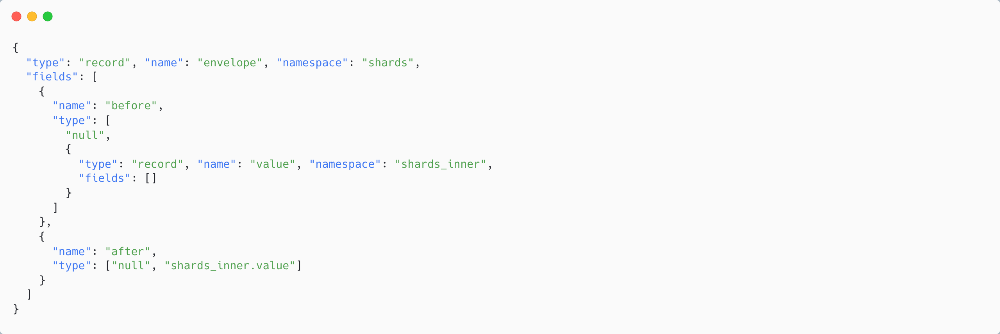 {
  "type": "record", "name": "envelope", "namespace": "shards",
  "fields": [
    {
      "name": "before",
      "type": [
        "null",
        {
          "type": "record", "name": "value", "namespace": "shards_inner",
          "fields": []
        }
      ]
    },
    {
      "name": "after",
      "type": ["null", "shards_inner.value"]
    }
  ]
}